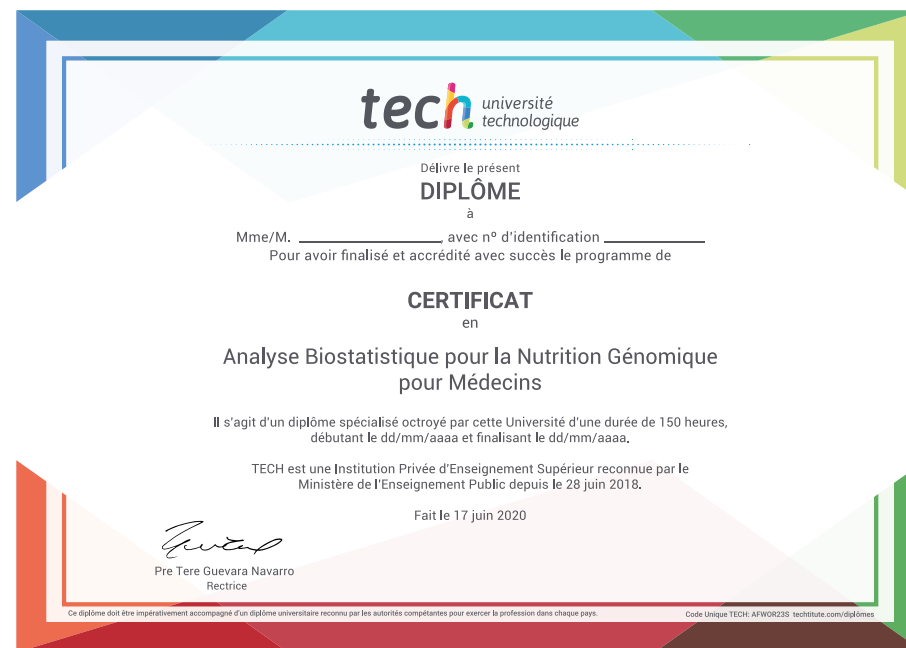 tech université
technologique
Délivre le présent
DIPLÔME
à
Mme/M. ____________, avec nº d'identification ____________
Pour avoir finalisé et accrédité avec succès le programme de
CERTIFICAT
en
Analyse Biostatistique pour la Nutrition Génomique
pour Médecins
Il s'agit d'un diplôme spécialisé octroyé par cette Université d'une durée de 150 heures,
débutant le dd/mm/aaaa et finalisant le dd/mm/aaaa.
TECH est une Institution Privée d'Enseignement Supérieur reconnue par le
Ministère de l'Enseignement Public depuis le 28 juin 2018.
Fait le 17 juin 2020
Pre Tere Guevara Navarro
Rectrice
Ce diplôme doit être impérativement accompagné d'un diplôme universitaire reconnu par les autorités compétentes pour exercer la profession dans chaque pays.
Code Unique TECH: AFWOR23S techtitute.com/diplômes